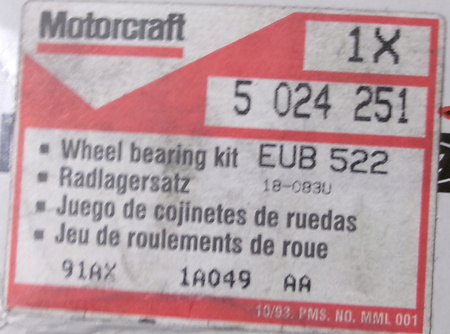 Motorcraft
1X
5 024 251
▪ Wheel bearing kit EUB 522
▪ Radlagersatz 18-083U
▪ Juego de cojinetes de ruedas
▪ Jeu de roulements de roue
91AX 1A049 AA
10/93. PMS. NO. MML 001